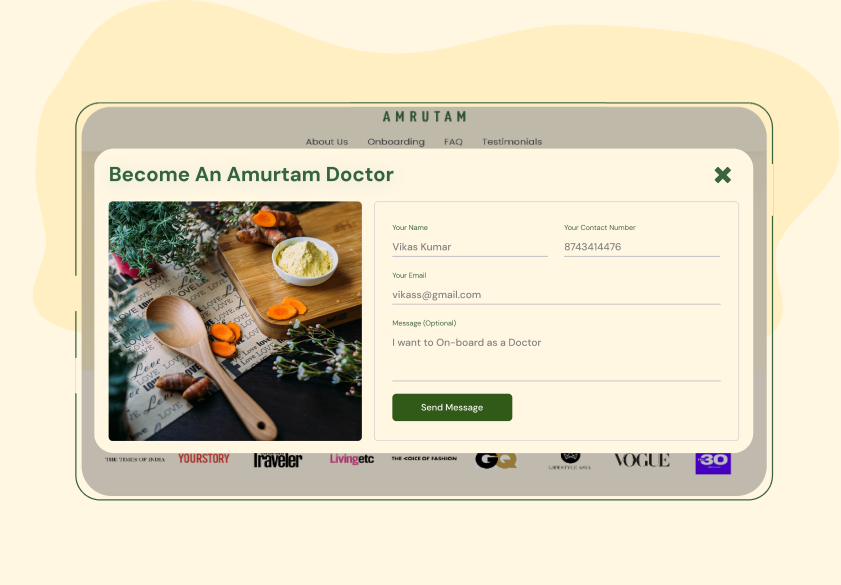 AMRUTAM
About Us Onboarding FAQ Testimonials
Become An Amurtam Doctor
Your Name
Your Contact Number
Vikas Kumar
8743414476
Your Email
vikass@gmail.com
Message (Optional)
I want to On-board as a Doctor
Send Message
Love
LOVE
THE TIMES OF INDIA
YOURSTORY
Traveler
Livingetc
THE VOICE OF FASHION
GQ
LIFESTYLE ASIA
VOGUE
30